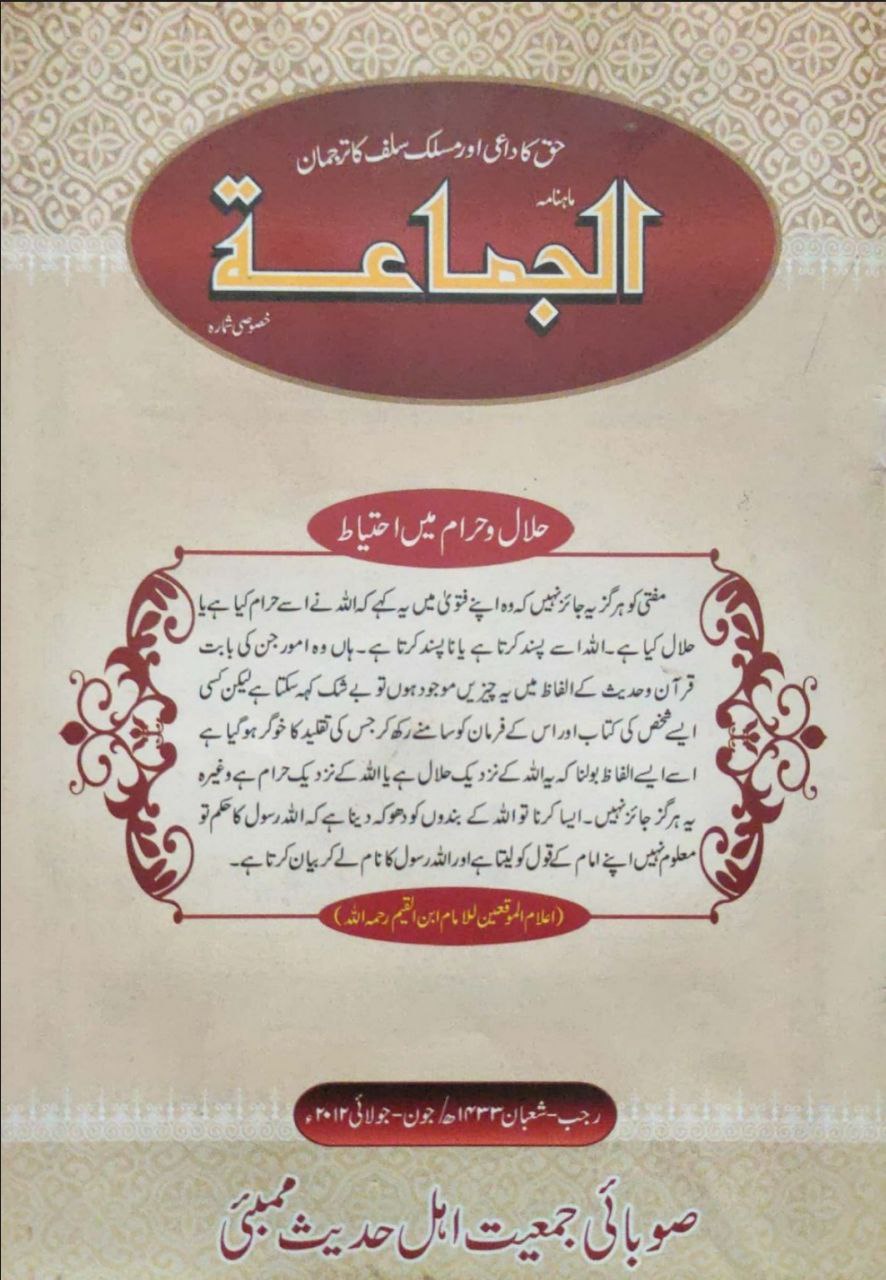 حق کا داعی اور مسلک سلف کا ترجمان
ماہنامہ
الجماعة
خصوصی شمارہ
حلال و حرام میں احتیاط
مفتی کو ہرگز یہ جائز نہیں کہ وہ اپنے فتویٰ میں یہ کہے کہ اللہ نے اسے حرام کیا ہے یا
حلال کیا ہے۔ اللہ اسے پسند کرتا ہے یا نا پسند کرتا ہے۔ ہاں وہ امور جن کی بابت
قرآن و حدیث کے الفاظ میں یہ چیزیں موجود ہوں تو بے شک کہہ سکتا ہے لیکن کسی
ایسے شخص کی کتاب اور اس کے فرمان کو سامنے رکھ کر جس کی تقلید کا خوگر ہو گیا ہے
اسے ایسے الفاظ بولنا کہ یہ اللہ کے نزدیک حلال ہے یا اللہ کے نزدیک حرام ہے وغیرہ
یہ ہرگز جائز نہیں۔ ایسا کرنا تو اللہ کے بندوں کو دھوکہ دینا ہے کہ اللہ رسول کا حکم تو
معلوم نہیں اپنے امام کے قول کو لیتا ہے اور اللہ رسول کا نام لے کر بیان کرتا ہے۔
(اعلام الموقعین للامام ابن القیم رحمہ اللہ)
رجب-شعبان ۱۴۳۳ھ/جون-جولائی ۲۰۱۲ء
صوبائی جمعیت اہل حدیث ممبئی